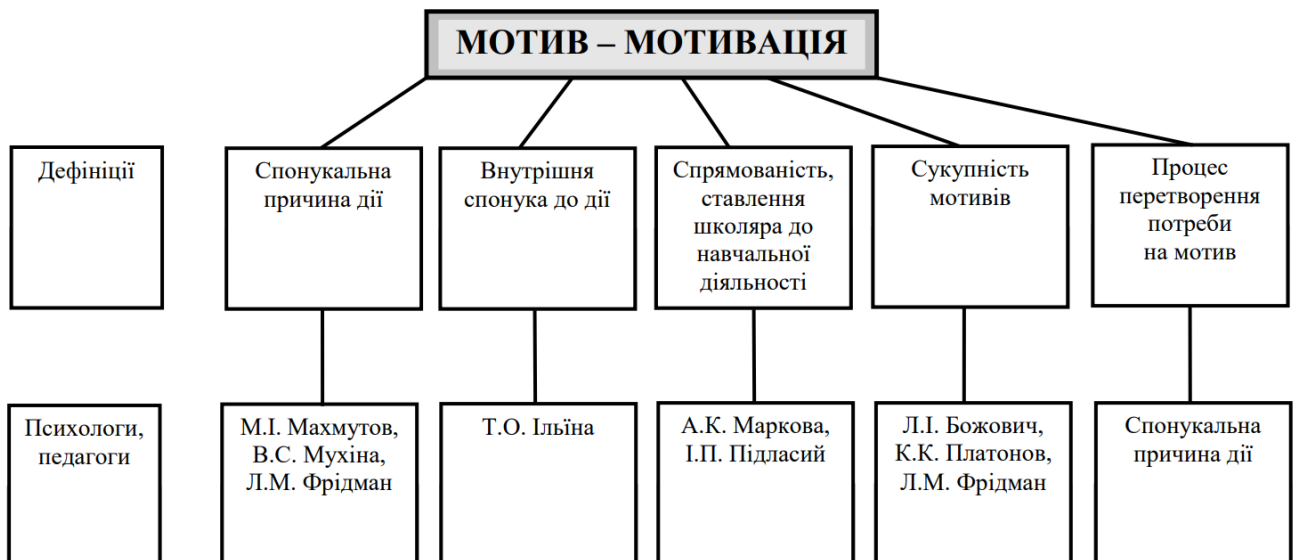 МОТИВ – МОТИВАЦІЯ
Дефініції
Спонукальна
причина дії
Внутрішня
спонука до дії
Спрямованість,
ставлення
школяра до
навчальної
діяльності
Сукупність
мотивів
Процес
перетворення
потреби
на мотив
Психологи,
педагоги
М.І. Махмутов,
В.С. Мухіна,
Л.М. Фрідман
Т.О. Ільїна
А.К. Маркова,
І.П. Підласий
Л.І. Божович,
К.К. Платонов,
Л.М. Фрідман
Спонукальна
причина дії